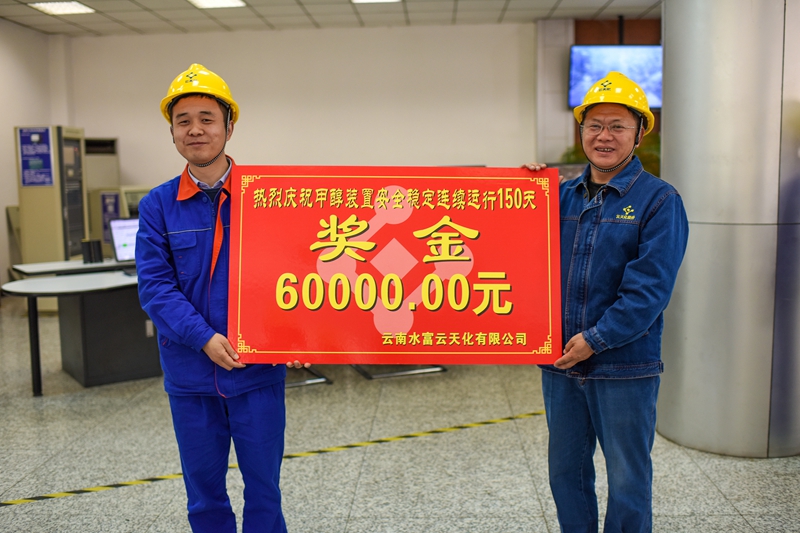 热烈庆祝甲醇装置安全稳定连续运行150天
奖 金
60000.00元
云南水富云天化有限公司